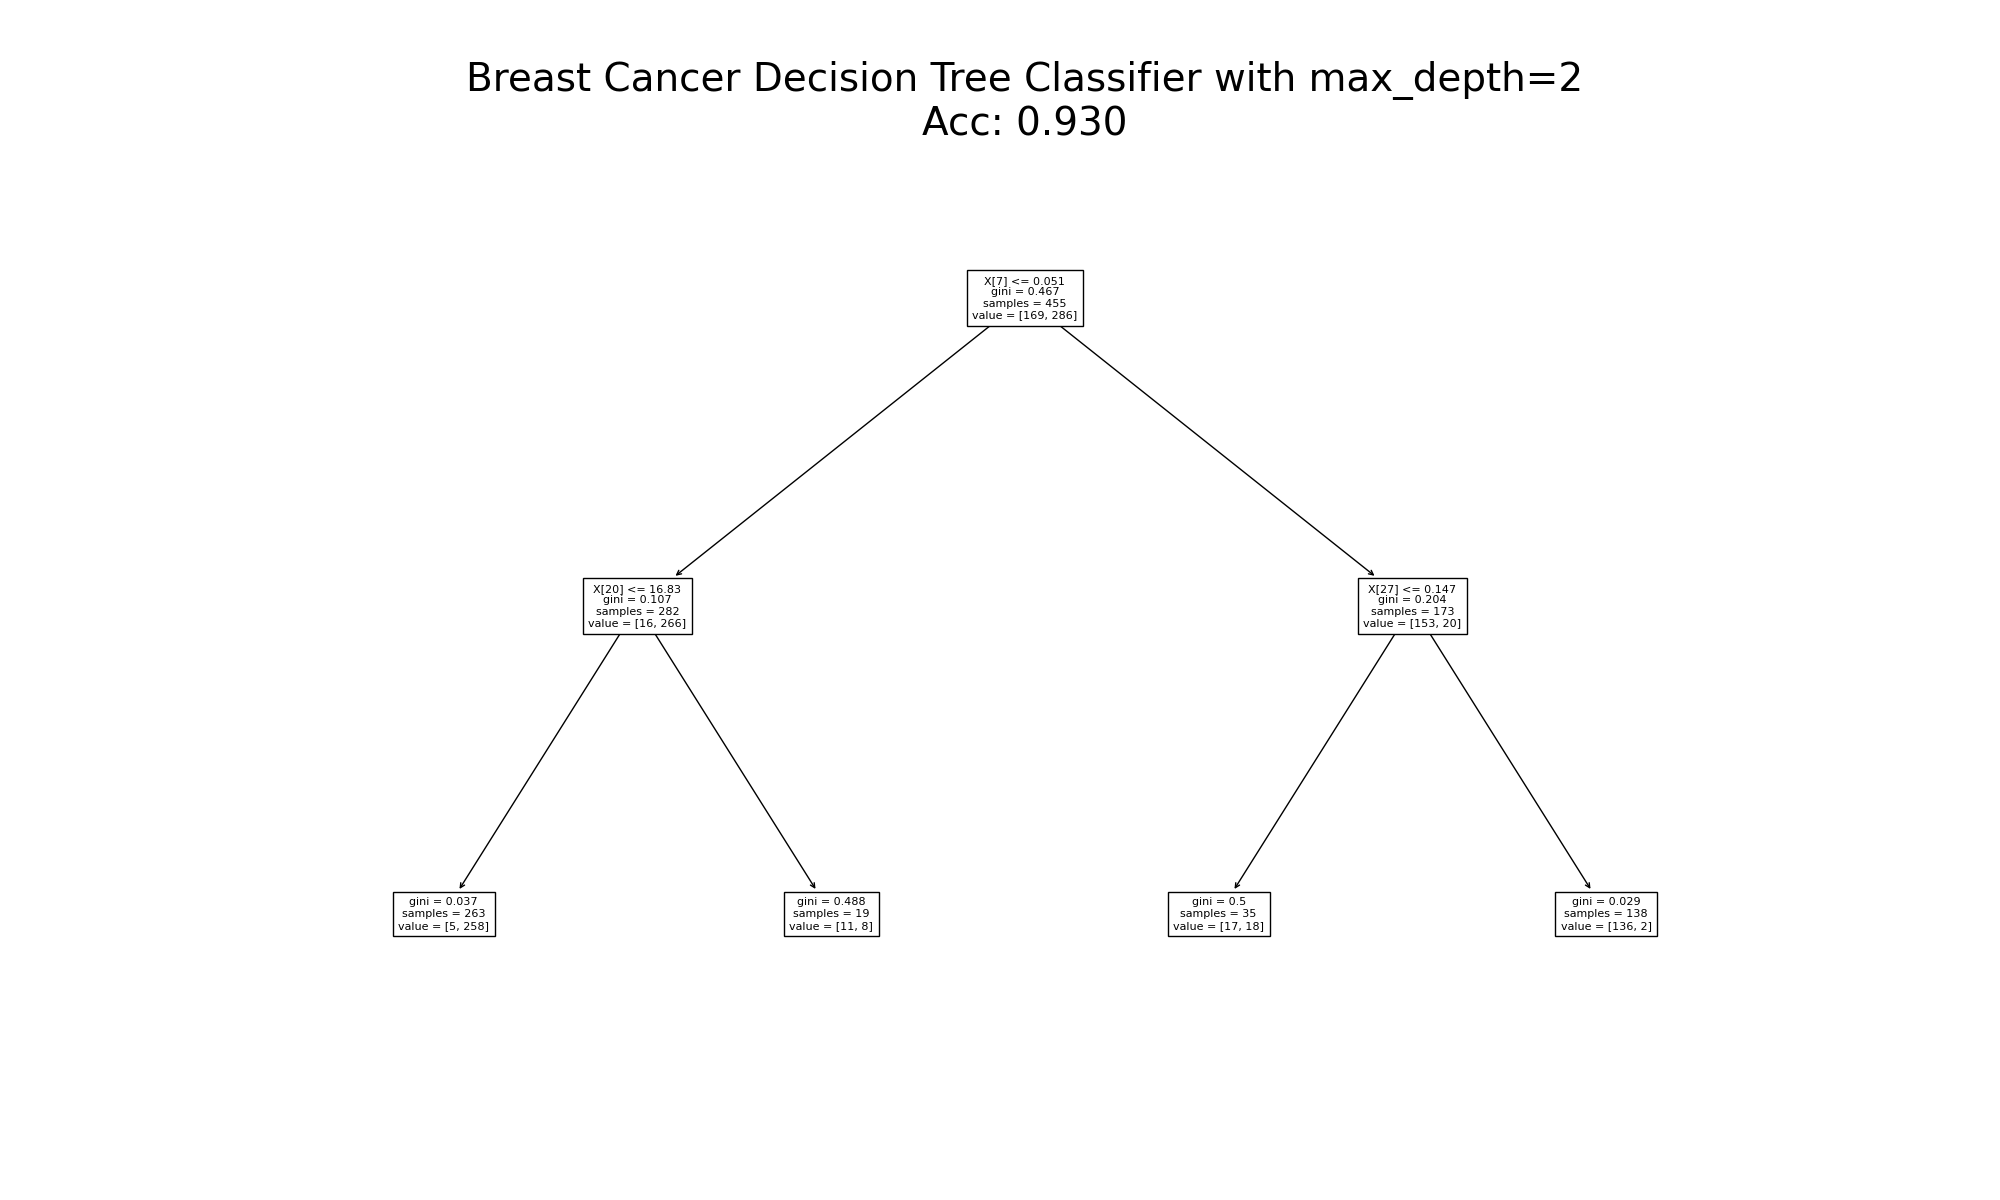 Breast Cancer Decision Tree Classifier with max_depth=2
Acc: 0.930
X[7] <= 0.051
gini = 0.467
samples = 455
value = [169, 286]
X[20] <= 16.83
gini = 0.107
samples = 282
value = [16, 266]
X[27] <= 0.147
gini = 0.204
samples = 173
value = [153, 20]
gini = 0.037
samples = 263
value = [5, 258]
gini = 0.488
samples = 19
value = [11, 8]
gini = 0.5
samples = 35
value = [17, 18]
gini = 0.029
samples = 138
value = [136, 2]